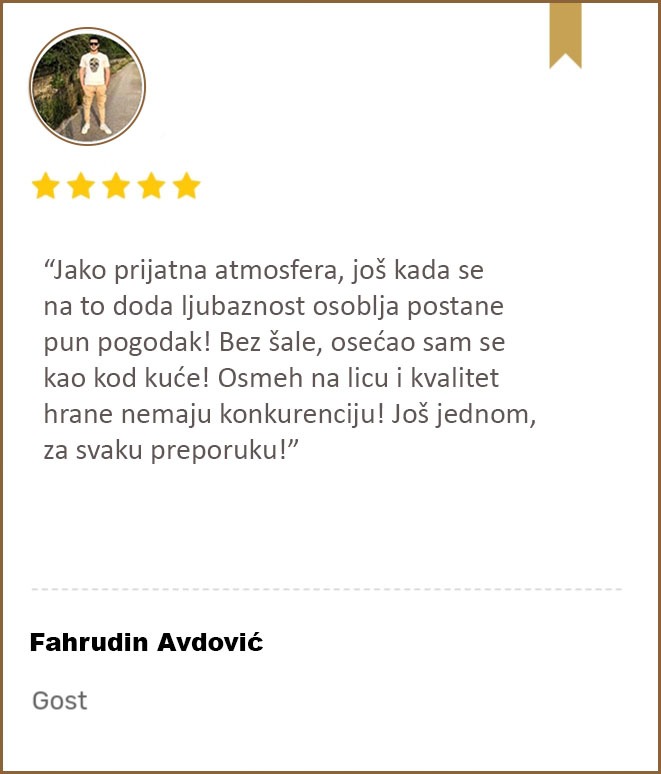 “Jako prijatna atmosfera, još kada se
na to doda ljubaznost osoblja postane
pun pogodak! Bez šale, osećao sam se
kao kod kuće! Osmeh na licu i kvalitet
hrane nemaju konkurenciju! Još jednom,
za svaku preporuku!”
Fahrudin Avdović
Gost